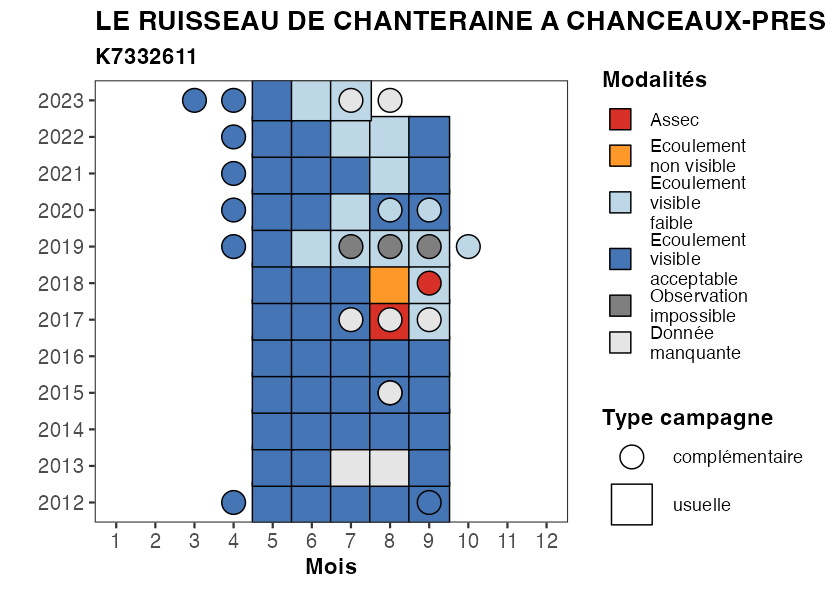 LE RUISSEAU DE CHANTERAINE A CHANCEAUX-PRES
K7332611
2023
2022
2021
2020
2019
2018
2017
2016
2015
2014
2013
2012
1 2 3 4 5 6 7 8 9 10 11 12
Mois
Modalités
Assec
Ecoulement
non visible
Ecoulement
visible
faible
Ecoulement
visible
acceptable
Observation
impossible
Donnée
manquante
Type campagne
complémentaire
usuelle